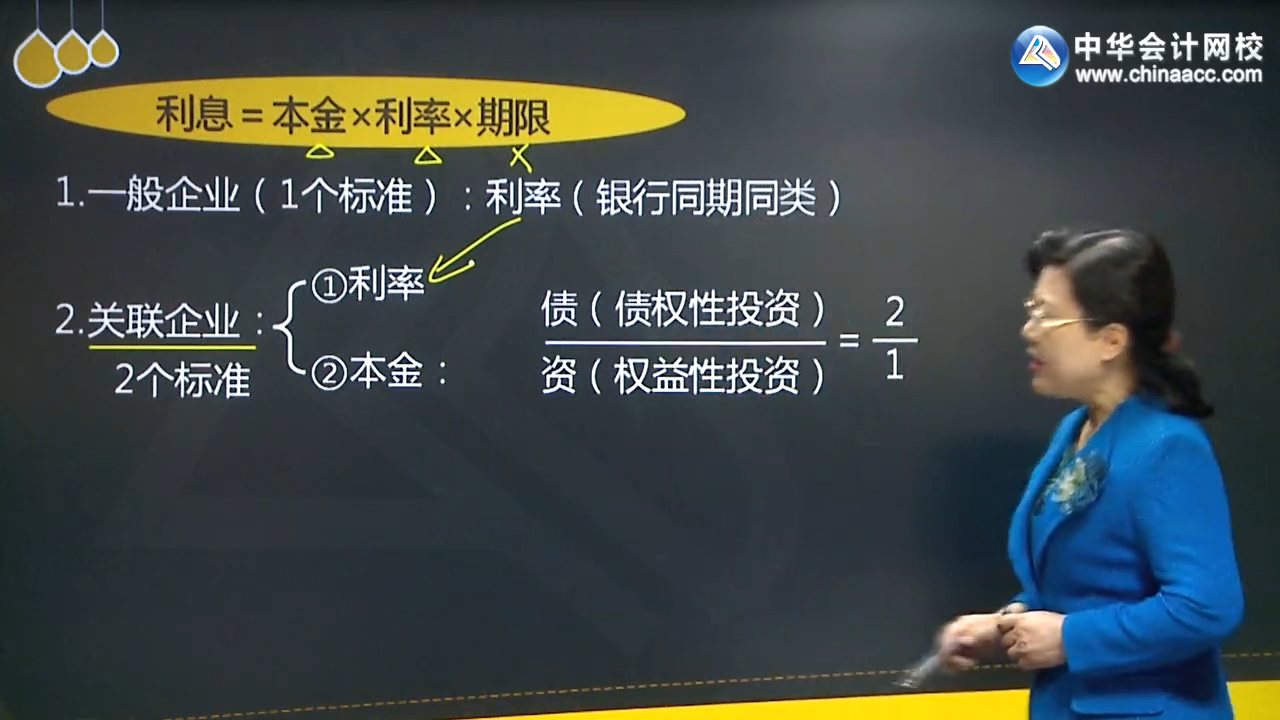 中华会计网校
www.chinaacc.com
利息=本金×利率×期限
1.一般企业（1个标准）：利率（银行同期同类）
2.关联企业：
2个标准
①利率
②本金：
债（债权性投资）
资（权益性投资）
=
2
1